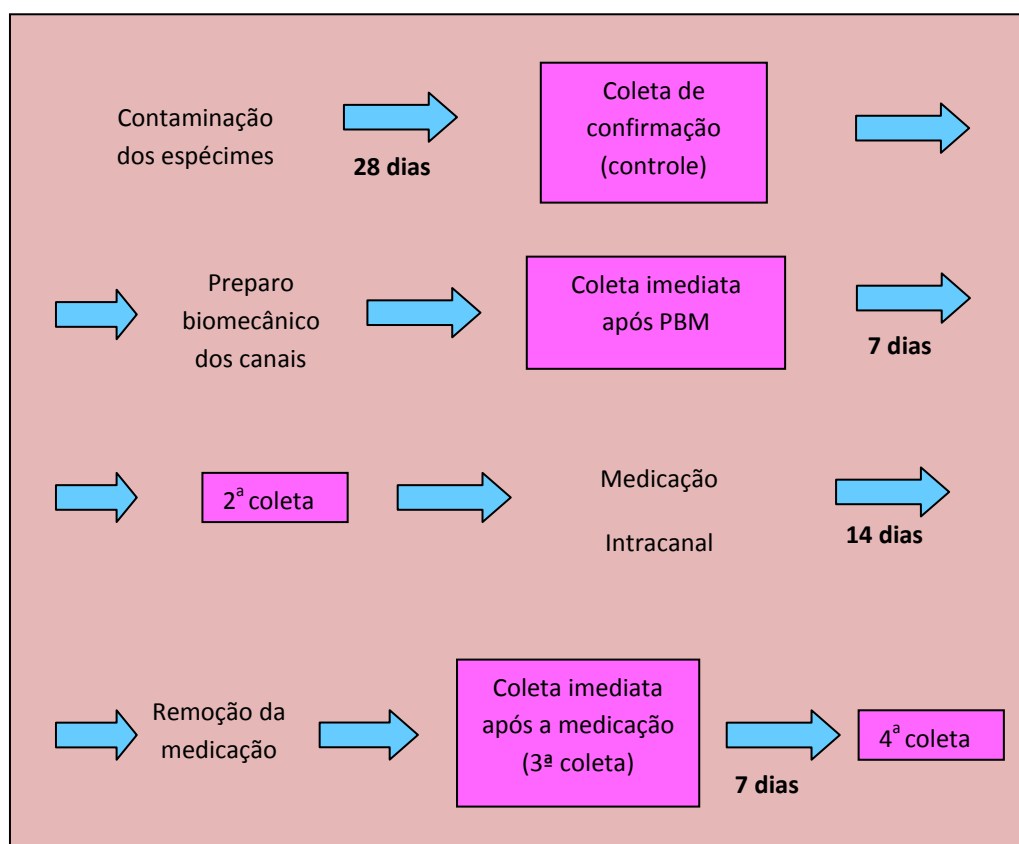 Contaminação
dos espécimes
28 dias
Coleta de
confirmação
(controle)
Preparo
biomecânico
dos canais
Coleta imediata
após PBM
7 dias
2ª coleta
Medicação
Intracanal
14 dias
Remoção da
medicação
Coleta imediata
após a medicação
(3ª coleta)
7 dias
4ª coleta